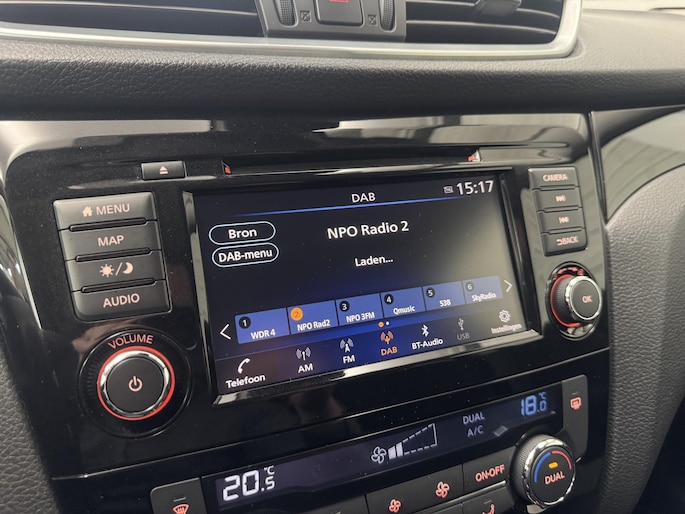 DAB
15:17
Bron
NPO Radio 2
DAB-menu
Laden...
1 WDR 4
2 NPO Rad2
3 NPO 3FM
4 Qmusic
5 538
6 SkyRadio
Telefoon
AM
FM
DAB
BT-Audio
USB
Instellingen
MENU
MAP
AUDIO
VOLUME
CAMERA
BACK
OK
20.5 °C
DUAL
A/C
18.0 °C
ON·OFF
DUAL